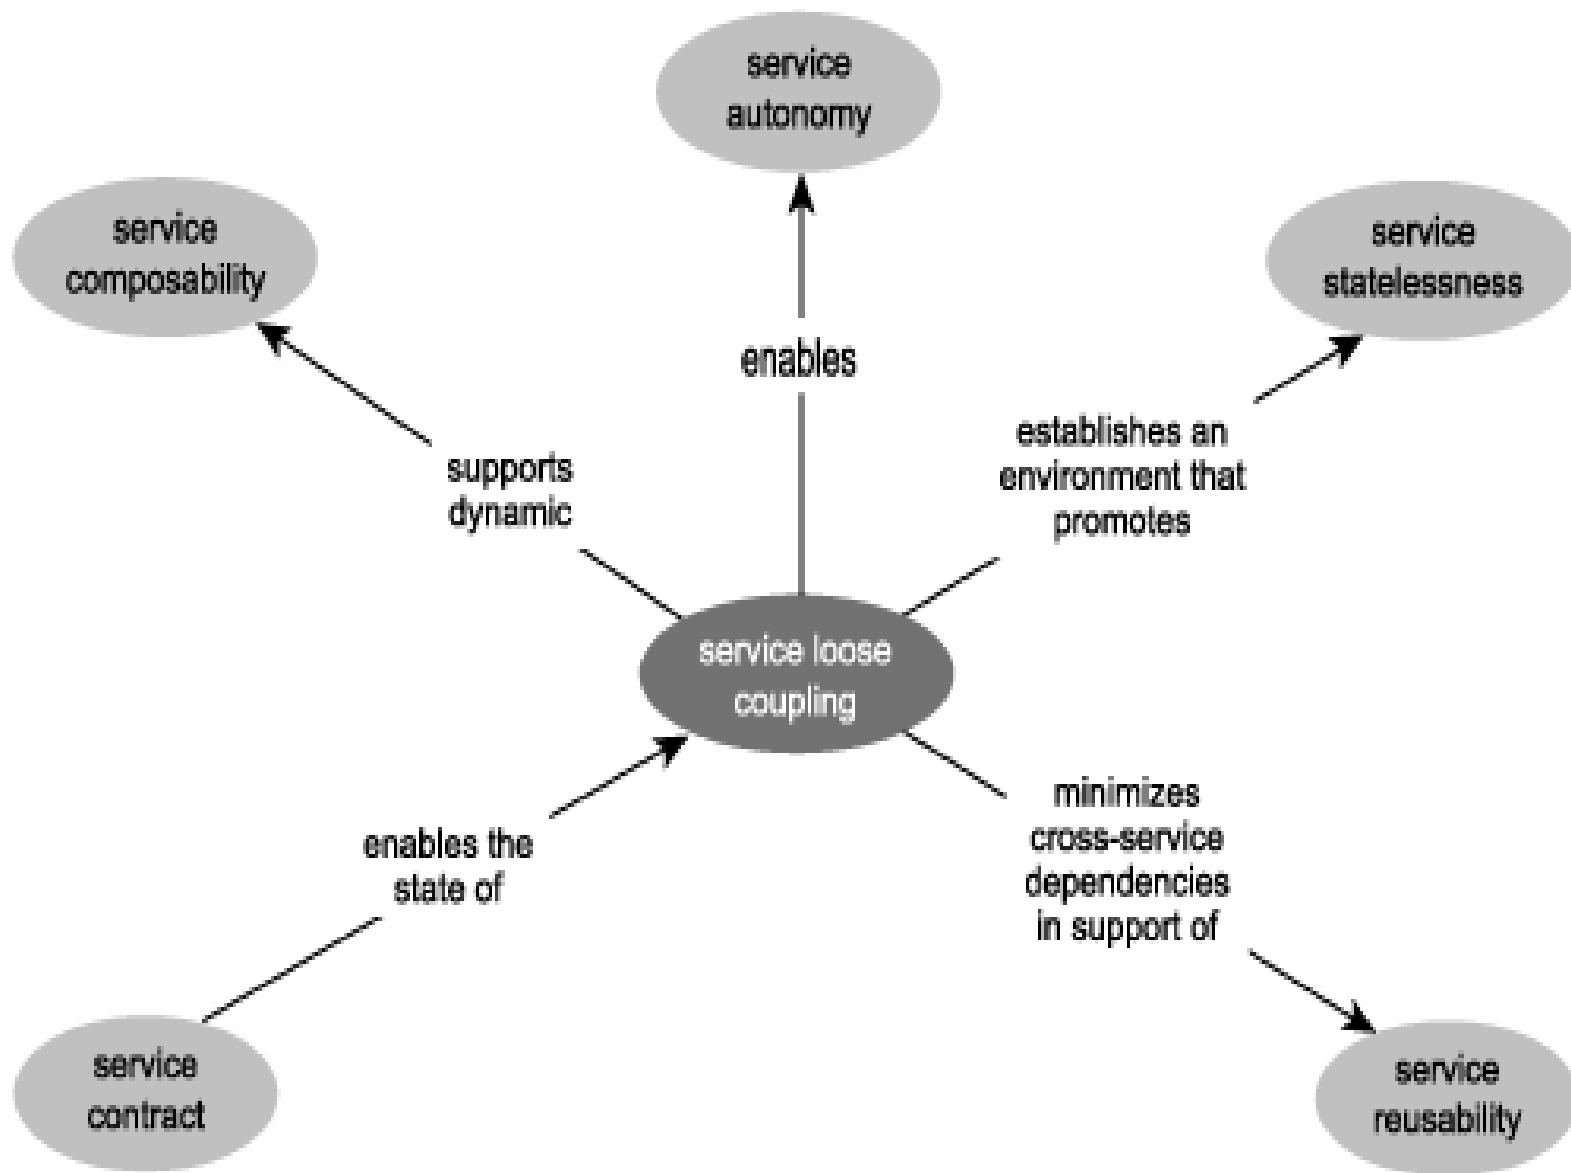 service
autonomy
service
composability
service
statelessness
enables
establishes an
environment that
promotes
supports
dynamic
service loose
coupling
minimizes
cross-service
dependencies
in support of
enables the
state of
service
contract
service
reusability